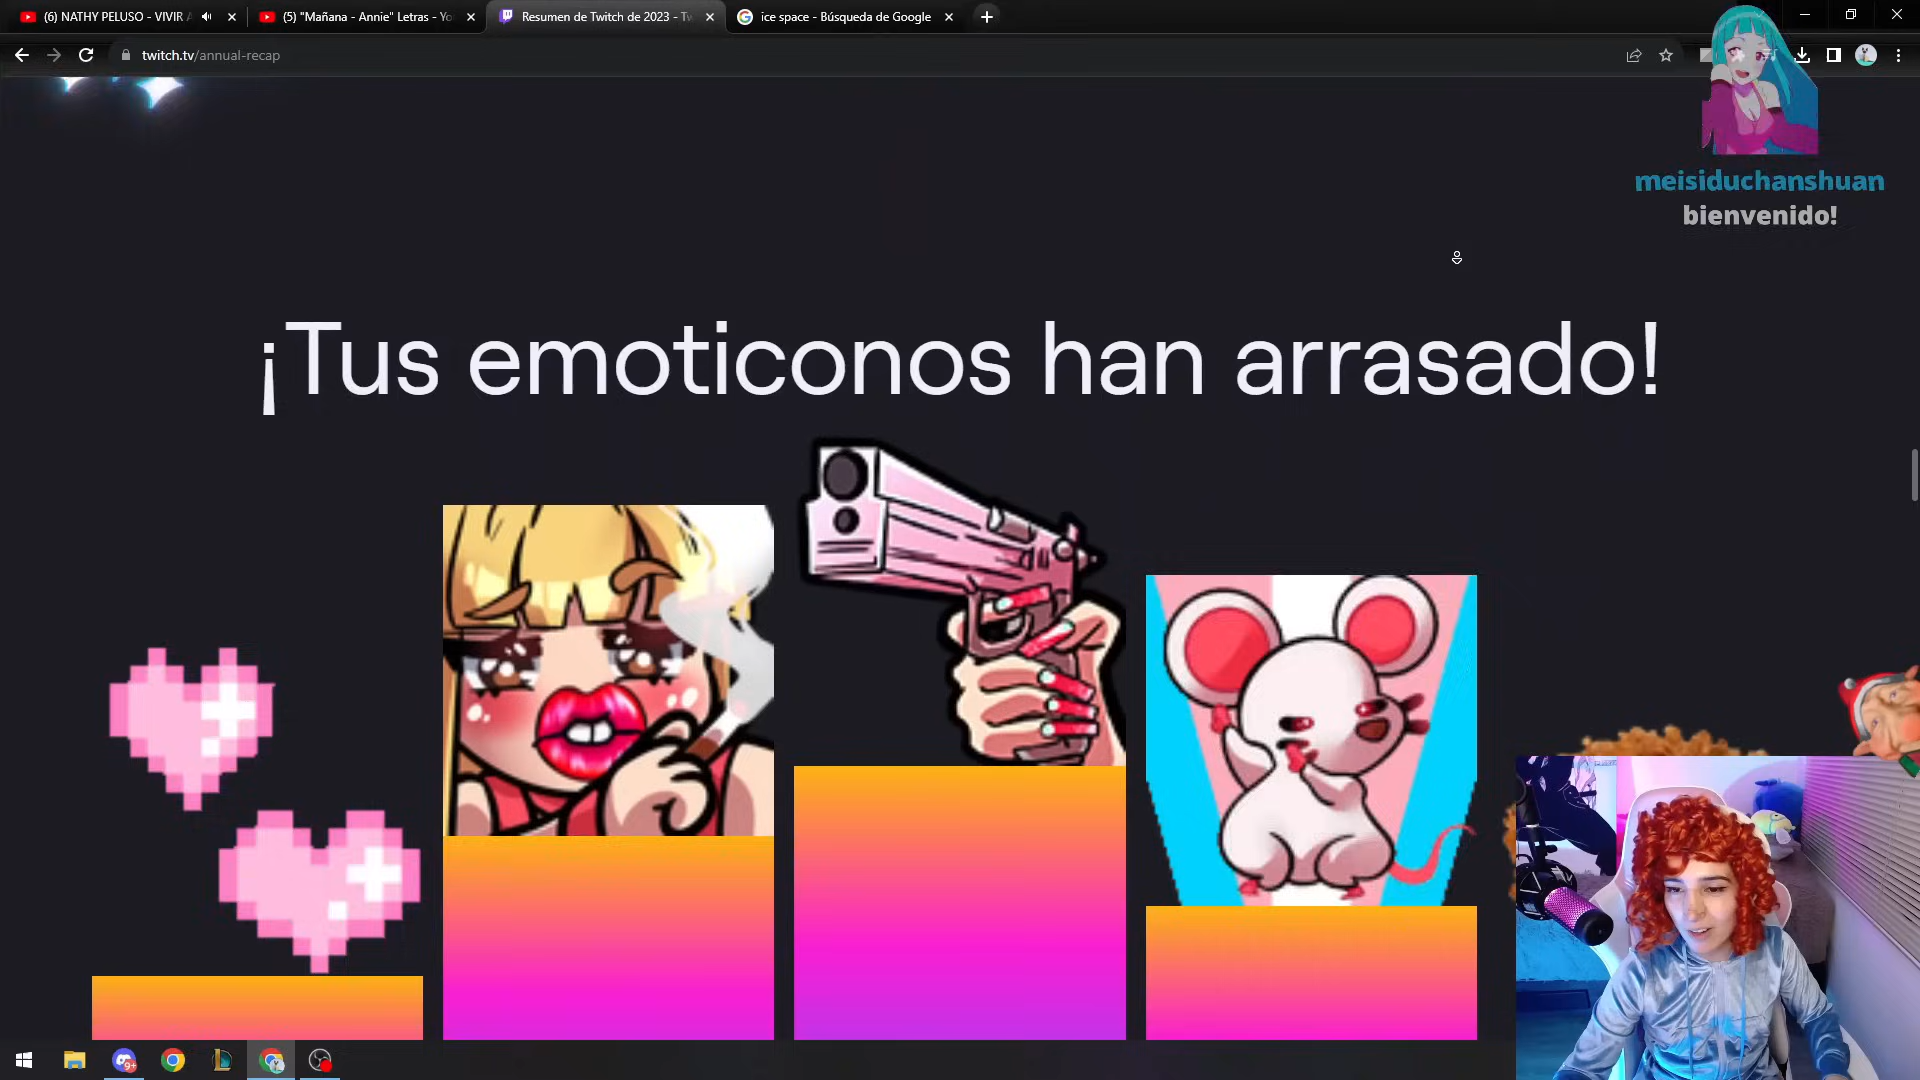 (6) NATHY PELUSO - VIVIR A
(5) "Mañana - Annie" Letras - Yo
Resumen de Twitch de 2023 - Tw
ice space - Búsqueda de Google
twitch.tv/annual-recap
meisiduchanshuan
bienvenido!
¡Tus emoticonos han arrasado!
9+